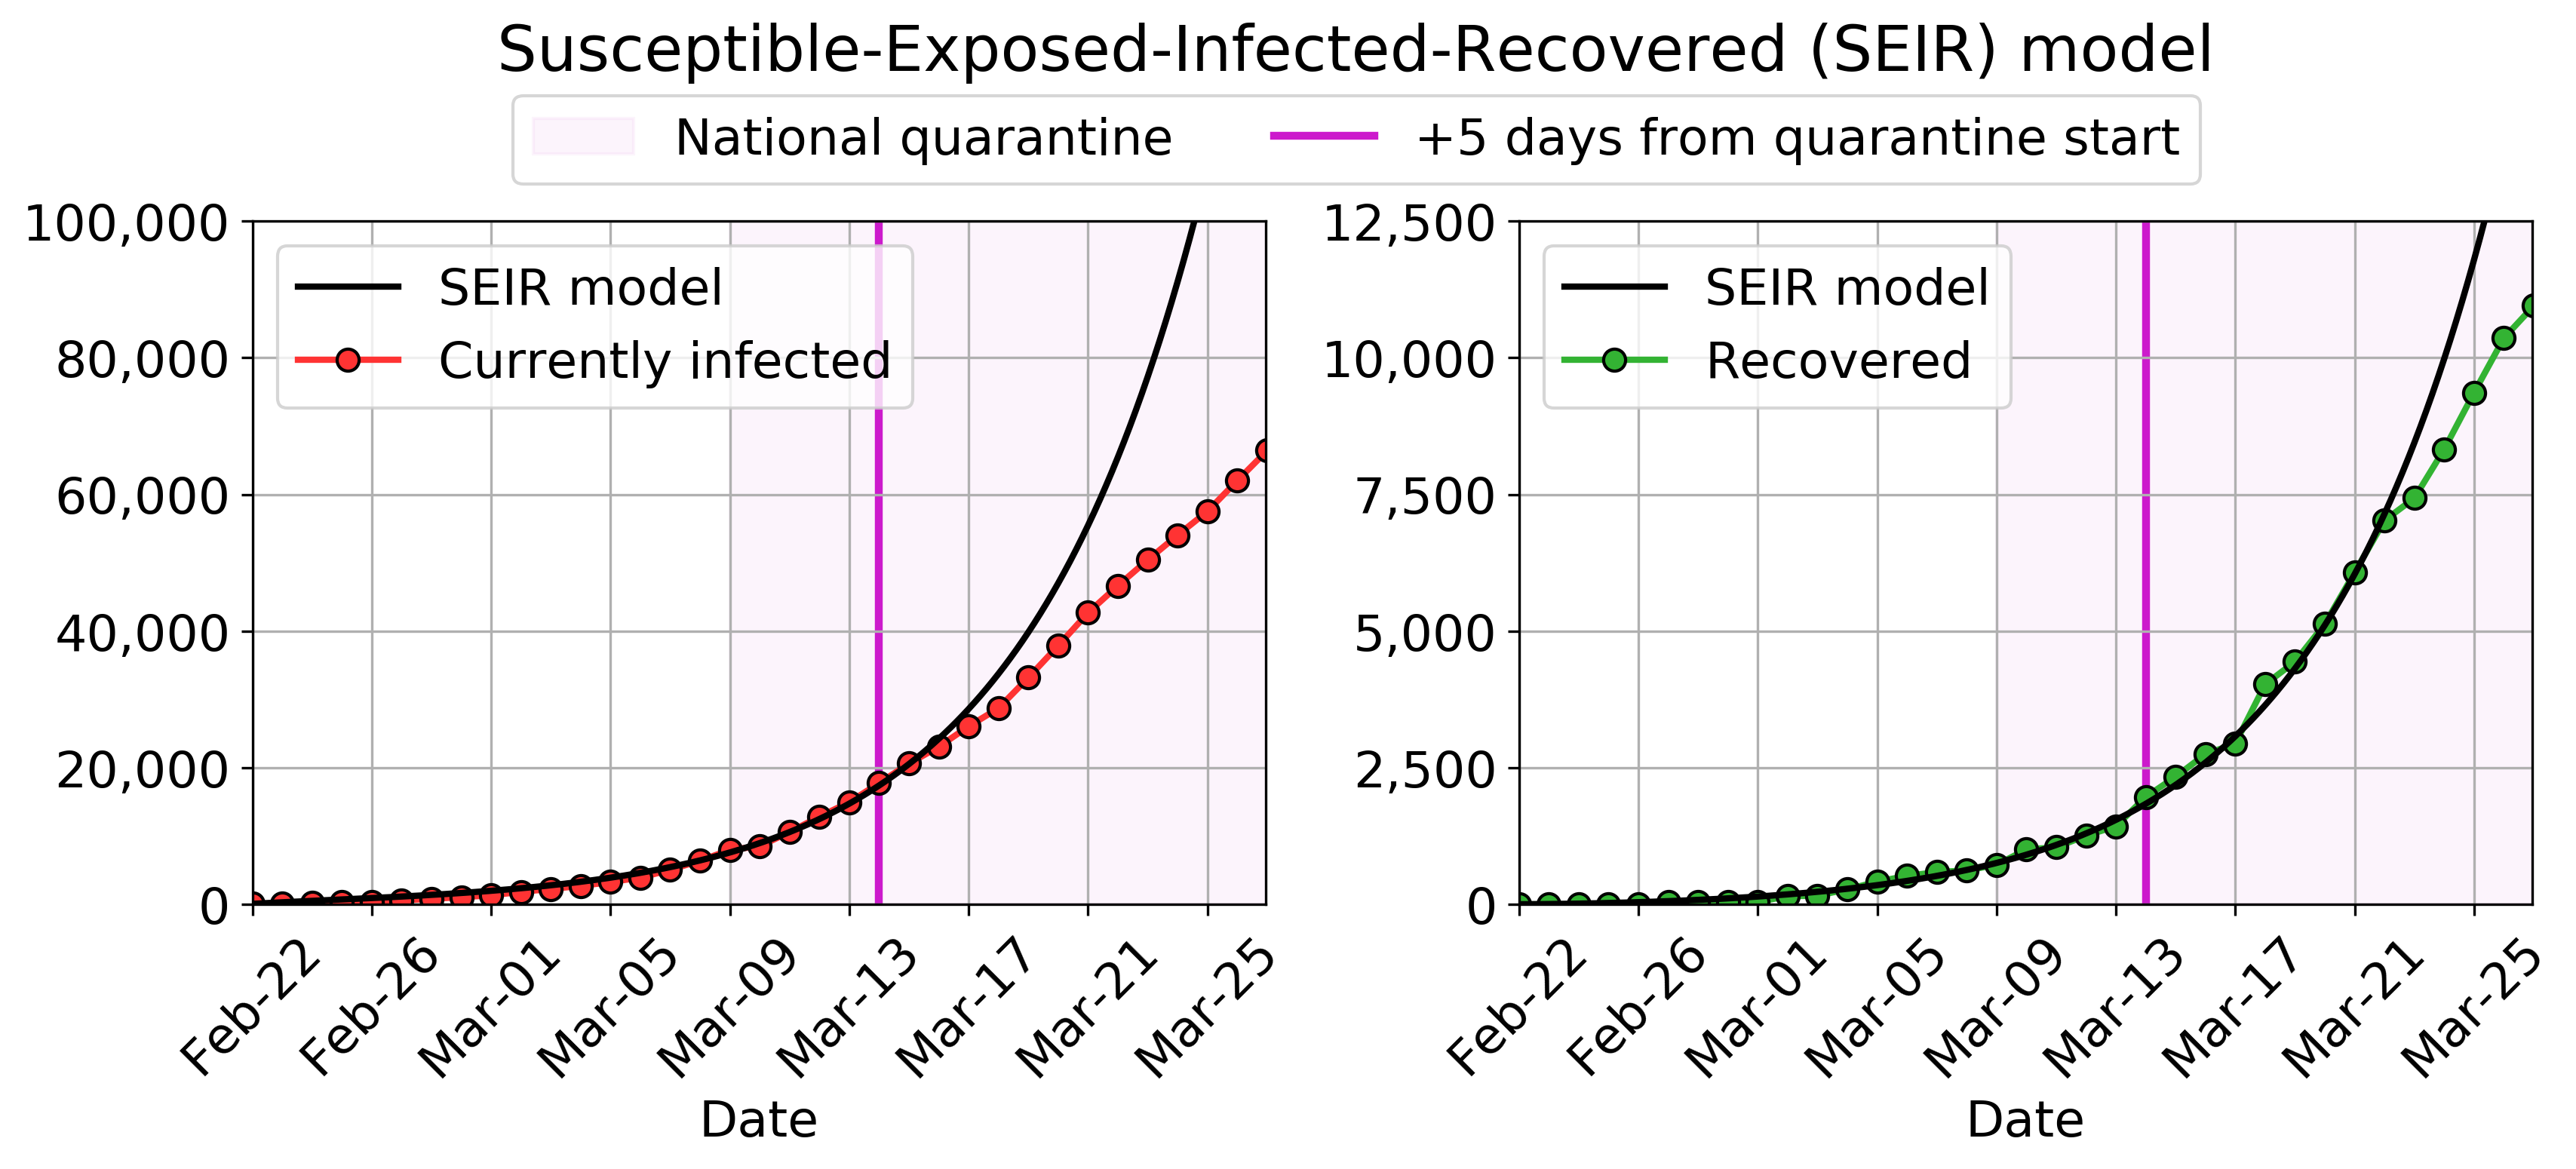 Susceptible-Exposed-Infected-Recovered (SEIR) model
National quarantine
+5 days from quarantine start
100,000
80,000
60,000
40,000
20,000
0
SEIR model
Currently infected
Feb-22
Feb-26
Mar-01
Mar-05
Mar-09
Mar-13
Mar-17
Mar-21
Mar-25
Date
12,500
10,000
7,500
5,000
2,500
0
SEIR model
Recovered
Feb-22
Feb-26
Mar-01
Mar-05
Mar-09
Mar-13
Mar-17
Mar-21
Mar-25
Date